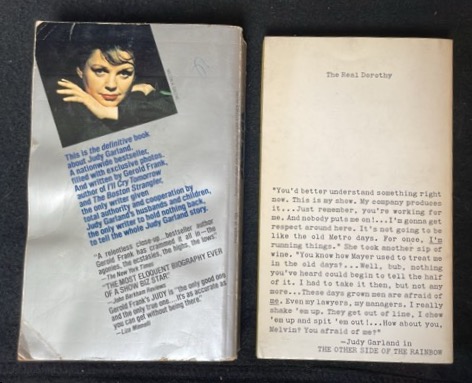 This is the definitive book
about Judy Garland.
A nationwide bestseller,
filled with exclusive photos.
And written by Gerold Frank,
author of I'll Cry Tomorrow
and The Boston Strangler,
the only writer given
total authority and cooperation by
Judy Garland's husbands and children,
the only writer to hold nothing back,
to tell the whole Judy Garland story.
"A relentless close-up... bestseller author
Gerold Frank has crammed it all in—the
agonies, the ecstasies, the highs, the lows."
—The New York Times
"THE MOST ELOQUENT BIOGRAPHY EVER
OF A SHOW BIZ STAR"
—John Barkham Reviews
Gerold Frank's JUDY is "the only good one
and the only true one....It's as accurate as
you can get without being there."
—Liza Minnelli
The Real Dorothy
"You'd better understand something right
now. This is my show. My company produces
it...Just remember, you're working for
me. And nobody puts me on!...I'm gonna get
respect around here. It's not going to be
like the old Metro days. For once, I'm
running things." She took another sip of
wine. "You know how Mayer used to treat me
in the old days?...Well, hub, nothing
you've heard could begin to tell the half
of it. I had to take it then, but not any
more...These days grown men are afraid of
me. Even my lawyers, my managers, I really
shake 'em up. They get out of line, I chew
'em up and spit 'em out!...How about you,
Melvin? You afraid of me?"
—Judy Garland in
THE OTHER SIDE OF THE RAINBOW